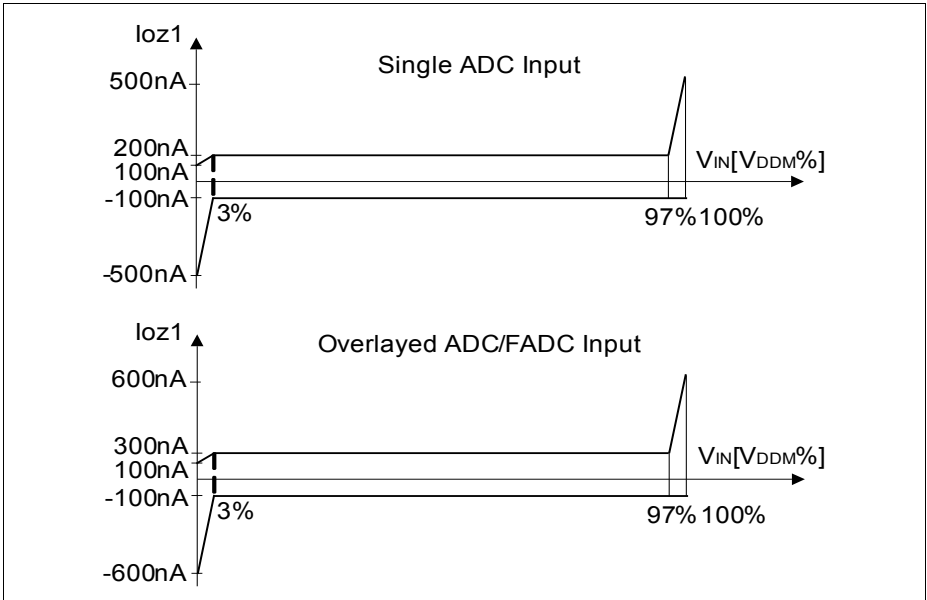 Ioz1
Single ADC Input
500nA
200nA
VIN[VDDM%]
100nA
-100nA
3%
97% 100%
-500nA
Ioz1
Overlayed ADC/FADC Input
600nA
300nA
VIN[VDDM%]
100nA
-100nA
3%
97% 100%
-600nA